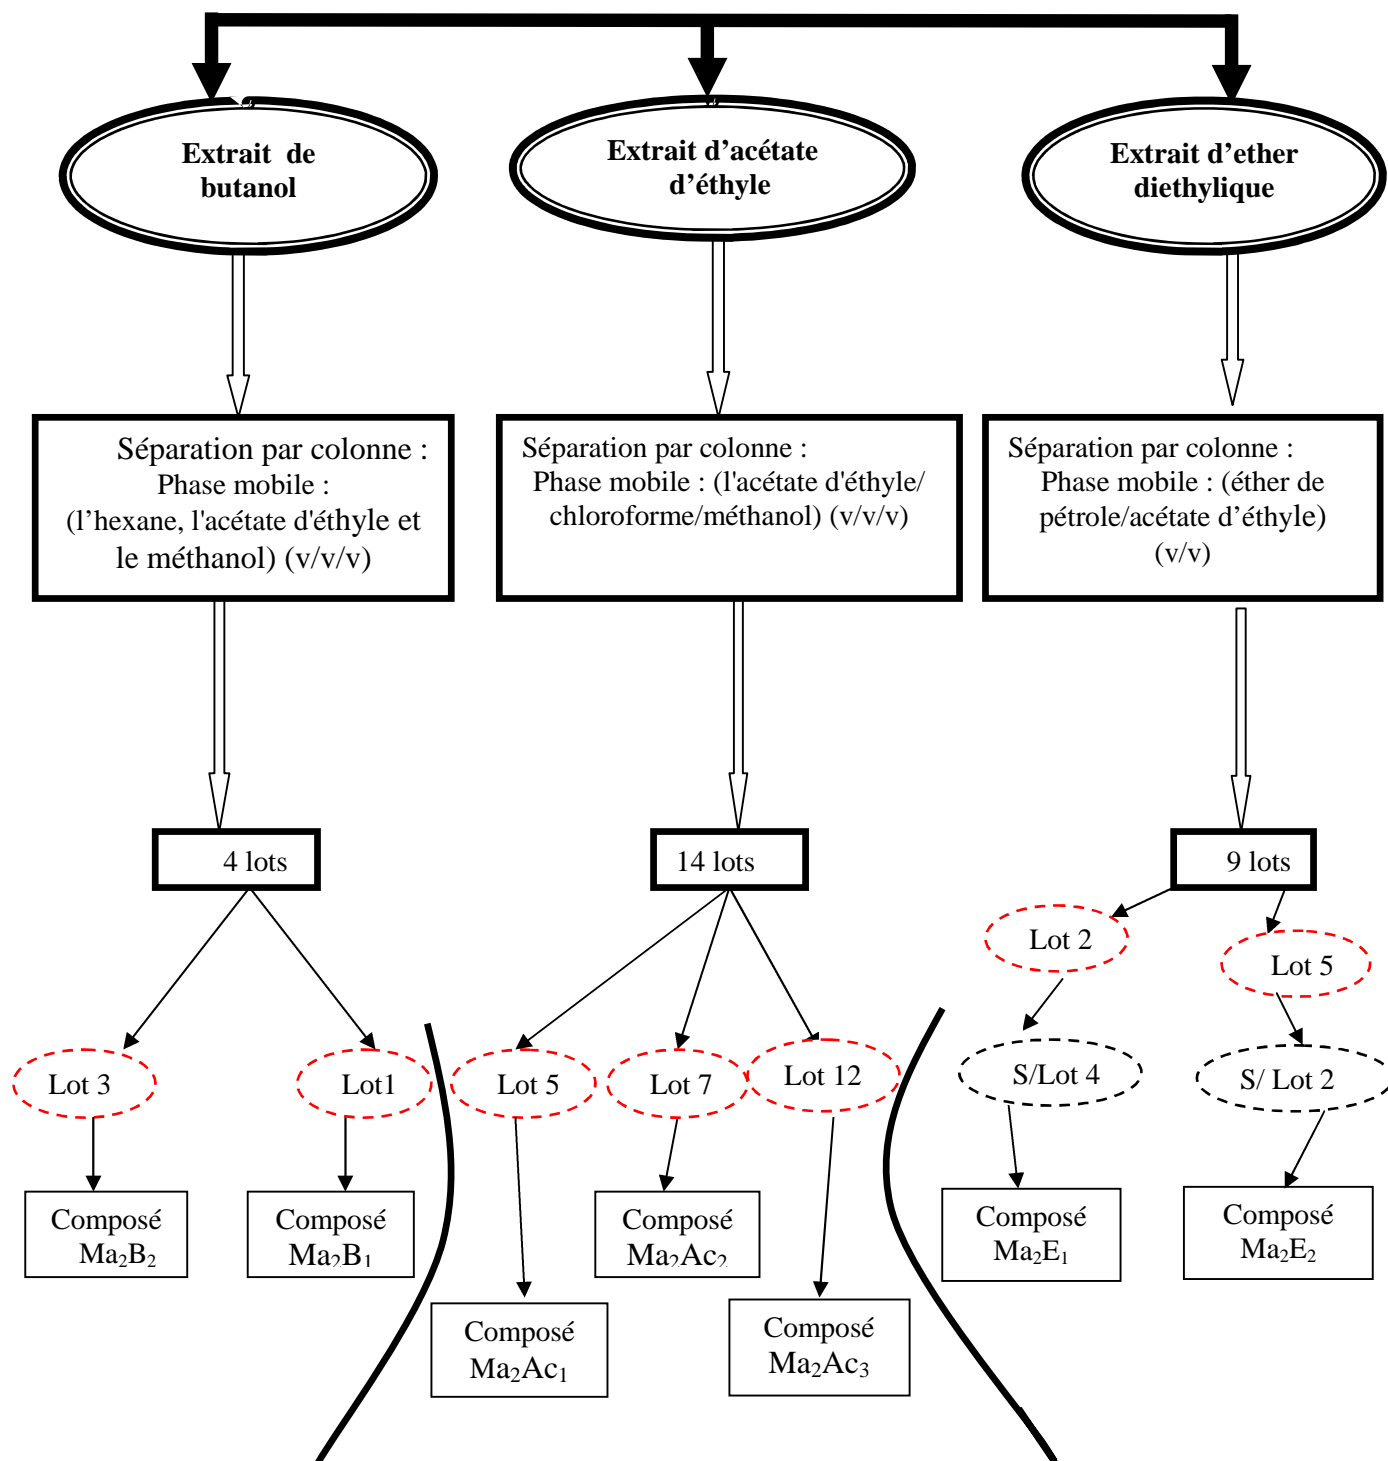 Extrait de
butanol
Extrait d’acétate
d’éthyle
Extrait d’ether
diethylique
Séparation par colonne :
Phase mobile :
(l’hexane, l'acétate d'éthyle et
le méthanol) (v/v/v)
Séparation par colonne :
Phase mobile : (l'acétate d'éthyle/
chloroforme/méthanol) (v/v/v)
Séparation par colonne :
Phase mobile : (éther de
pétrole/acétate d’éthyle)
(v/v)
4 lots
14 lots
9 lots
Lot 2
Lot 5
Lot 3
Lot1
Lot 5
Lot 7
Lot 12
S/Lot 4
S/ Lot 2
Composé
Ma₂B₂
Composé
Ma₂B₁
Composé
Ma₂Ac₂
Composé
Ma₂E₁
Composé
Ma₂E₂
Composé
Ma₂Ac₁
Composé
Ma₂Ac₃